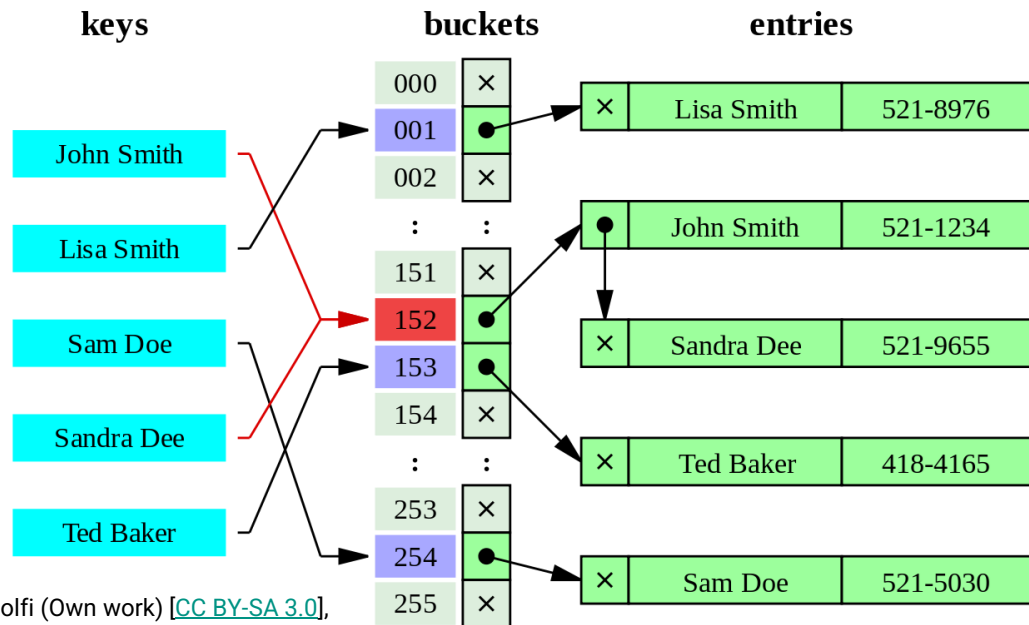 keys buckets entries
John Smith
Lisa Smith
Sam Doe
Sandra Dee
Ted Baker
000 ×
001
002 ×
: :
151 ×
152
153
154 ×
: :
253 ×
254
255 ×
× Lisa Smith 521-8976
John Smith 521-1234
× Sandra Dee 521-9655
× Ted Baker 418-4165
× Sam Doe 521-5030
olfi (Own work) [CC BY-SA 3.0],